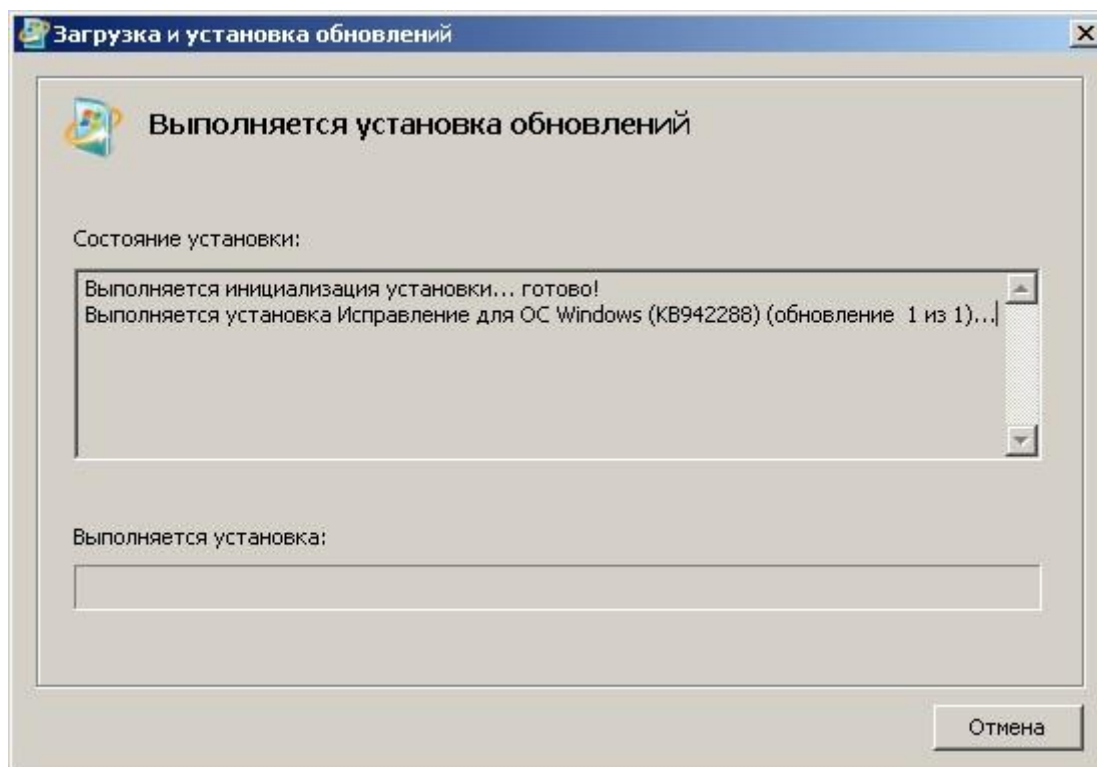 Загрузка и установка обновлений
Выполняется установка обновлений
Состояние установки:
Выполняется инициализация установки... готово!
Выполняется установка Исправление для ОС Windows (KB942288) (обновление  1 из 1)...
Выполняется установка:
Отмена